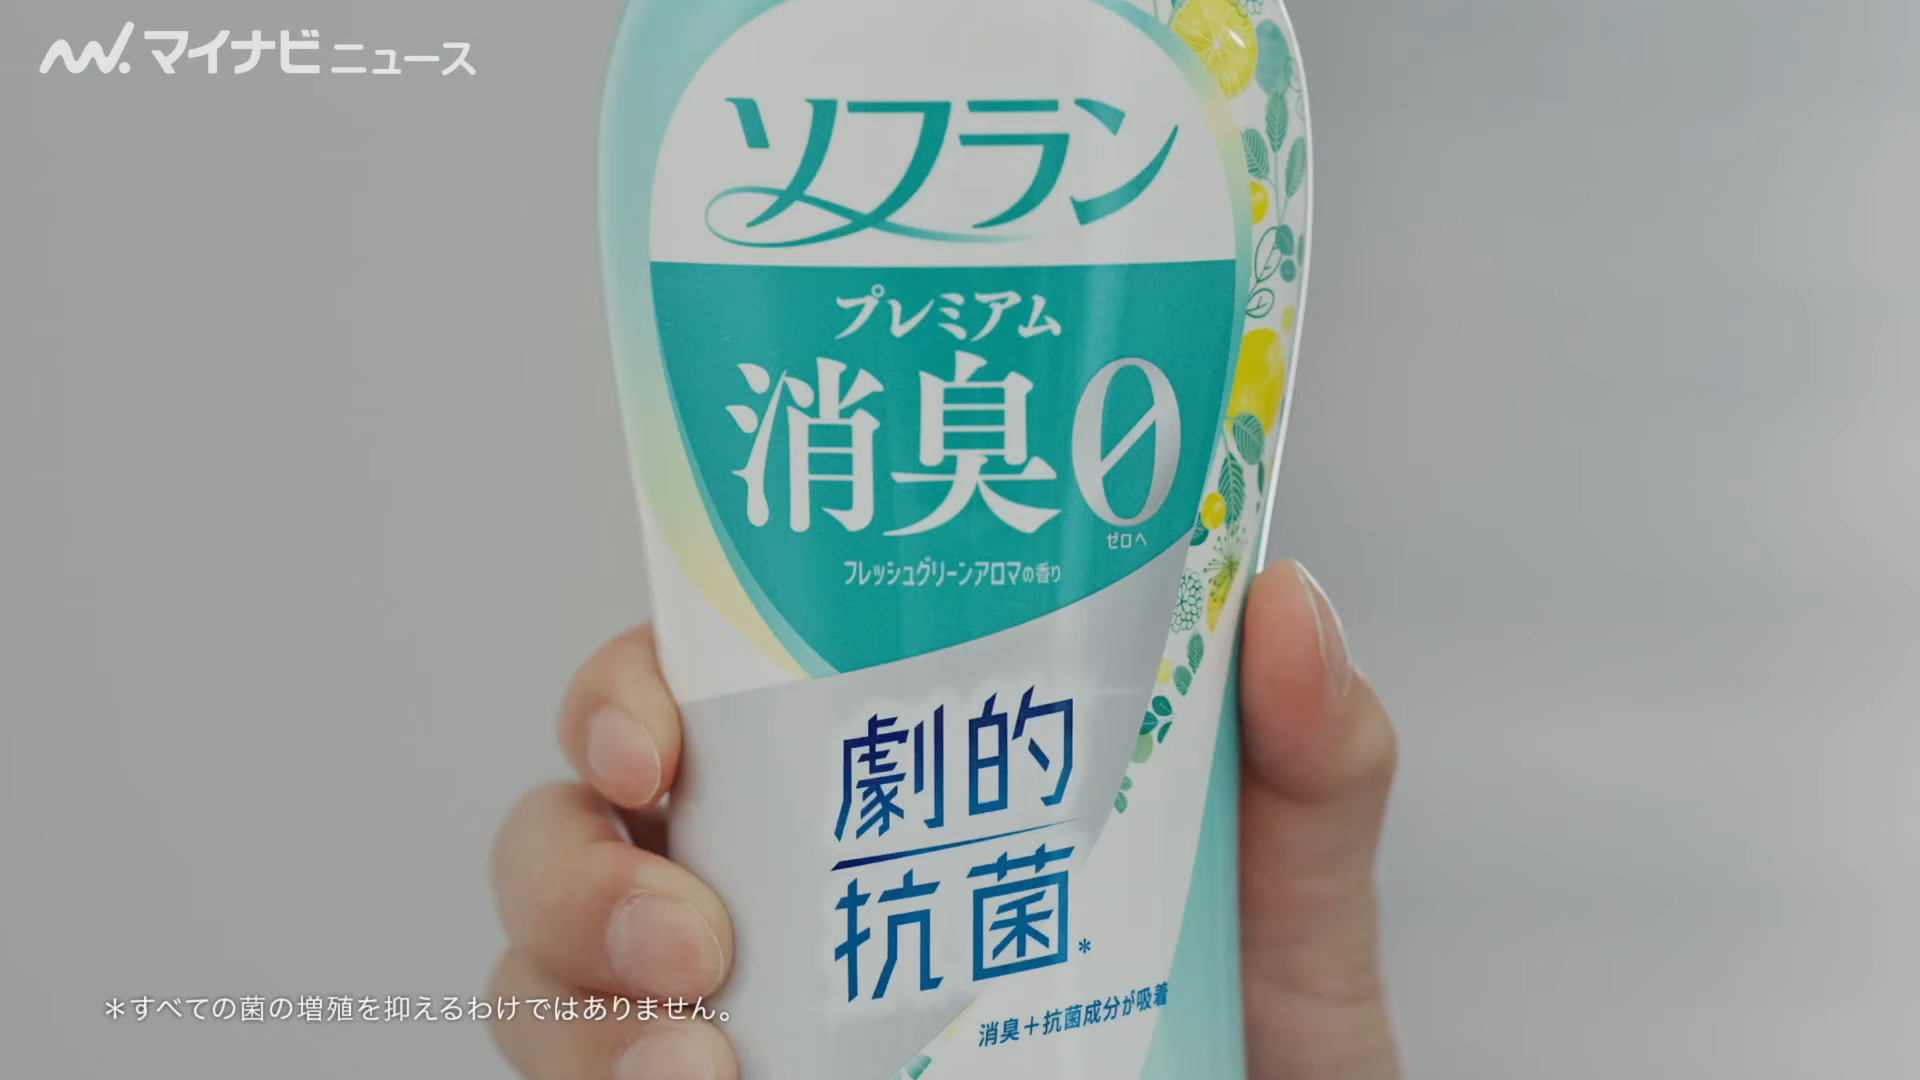 マイナビニュース
ソフラン
プレミアム
消臭0
ゼロへ
フレッシュグリーンアロマの香り
劇的
抗菌*
消臭+抗菌成分が吸着
*すべての菌の増殖を抑えるわけではありません。